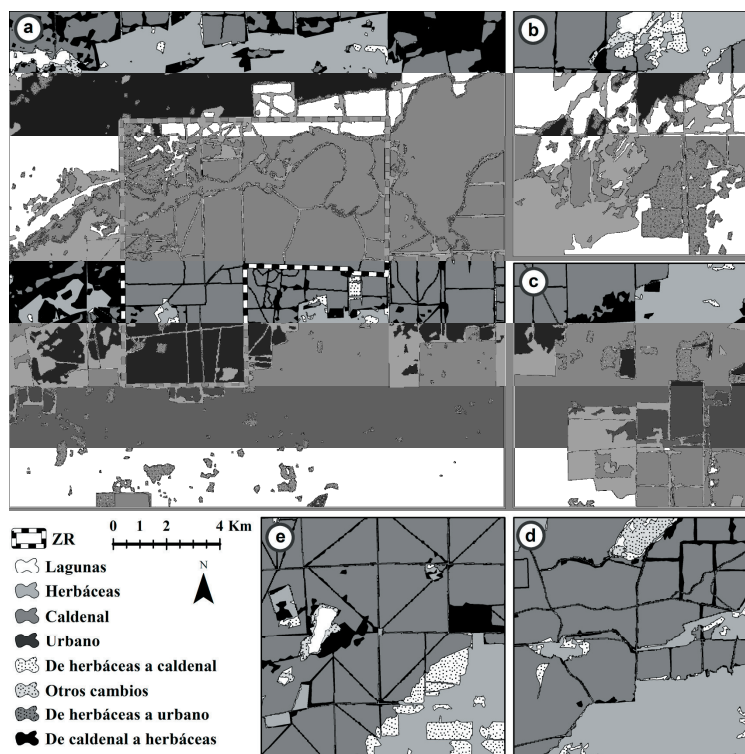 a
b
c
ZR
0 1 2 4 Km
N
Lagunas
Herbáceas
Caldenal
Urbano
De herbáceas a caldenal
Otros cambios
De herbáceas a urbano
De caldenal a herbáceas
e
d